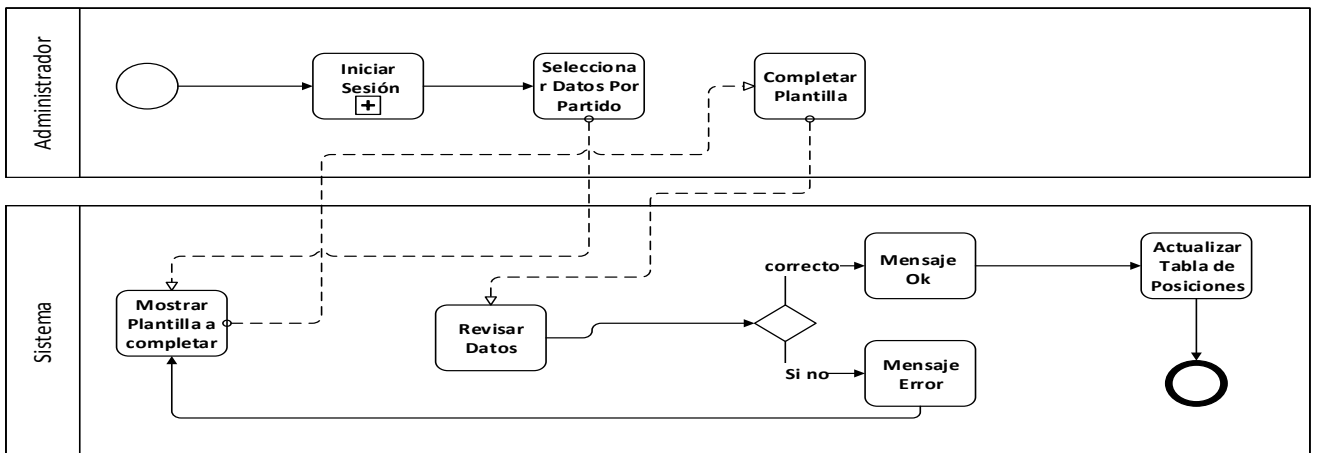 Administrador
Iniciar
Sesión
Selecciona
r Datos Por
Partido
Completar
Plantilla
Sistema
Mostrar
Plantilla a
completar
Revisar
Datos
correcto
Si no
Mensaje
Ok
Mensaje
Error
Actualizar
Tabla de
Posiciones